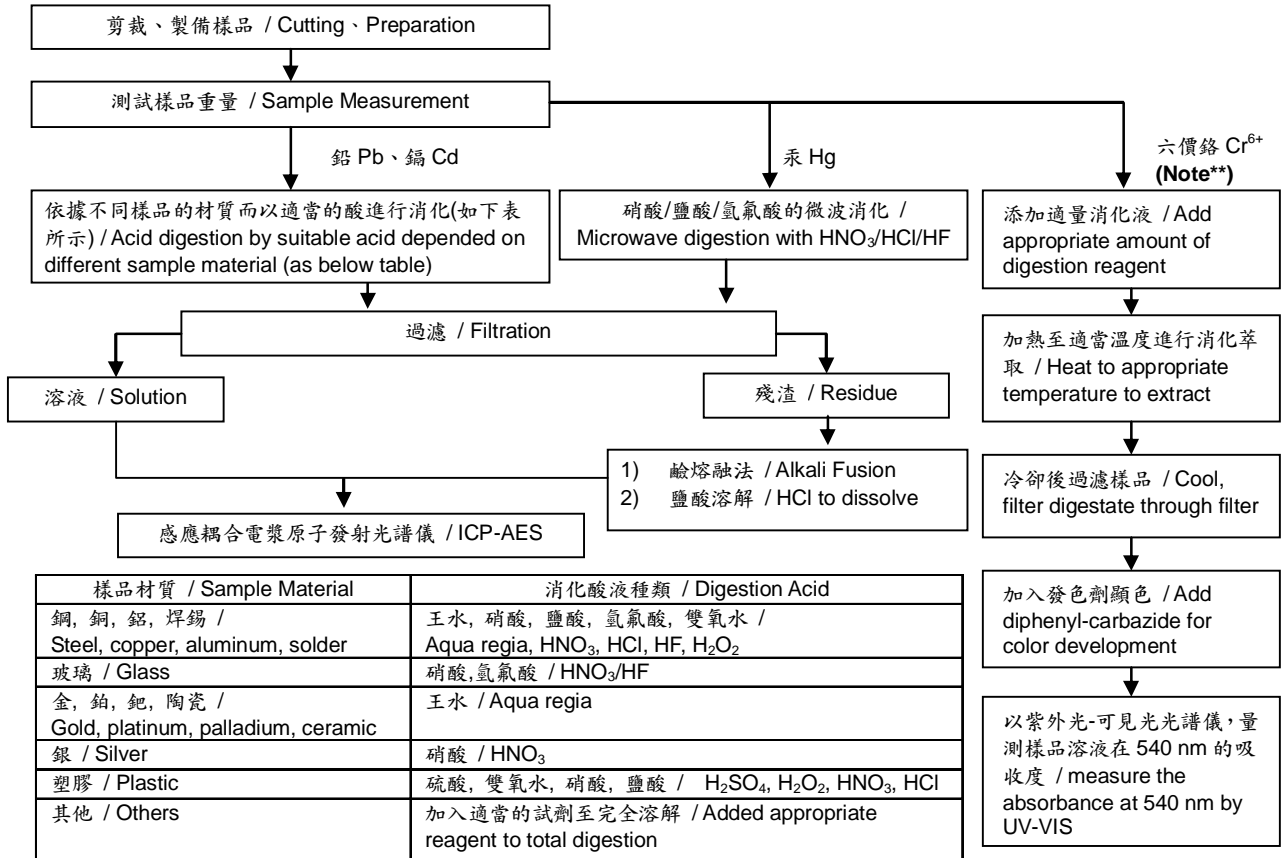 剪裁、製備樣品 / Cutting、Preparation
測試樣品重量 / Sample Measurement
鉛 Pb、鎘 Cd
汞 Hg
六價鉻 Cr⁶⁺
(Note**)
依據不同樣品的材質而以適當的酸進行消化(如下表
所示) / Acid digestion by suitable acid depended on
different sample material (as below table)
硝酸/鹽酸/氫氟酸的微波消化 /
Microwave digestion with HNO₃/HCl/HF
添加適量消化液 / Add
appropriate amount of
digestion reagent
過濾 / Filtration
加熱至適當溫度進行消化萃
取 / Heat to appropriate
temperature to extract
溶液 / Solution
殘渣 / Residue
1) 鹼熔融法 / Alkali Fusion
2) 鹽酸溶解 / HCl to dissolve
冷卻後過濾樣品 / Cool,
filter digestate through filter
感應耦合電漿原子發射光譜儀 / ICP-AES
加入發色劑顯色 / Add
diphenyl-carbazide for
color development
以紫外光-可見光光譜儀,量
測樣品溶液在 540 nm 的吸
收度 / measure the
absorbance at 540 nm by
UV-VIS
樣品材質 / Sample Material
消化酸液種類 / Digestion Acid
鋼, 銅, 鋁, 焊錫 /
Steel, copper, aluminum, solder
王水, 硝酸, 鹽酸, 氫氟酸, 雙氧水 /
Aqua regia, HNO₃, HCl, HF, H₂O₂
玻璃 / Glass
硝酸,氫氟酸 / HNO₃/HF
金, 鉑, 鈀, 陶瓷 /
Gold, platinum, palladium, ceramic
王水 / Aqua regia
銀 / Silver
硝酸 / HNO₃
塑膠 / Plastic
硫酸, 雙氧水, 硝酸, 鹽酸 / H₂SO₄, H₂O₂, HNO₃, HCl
其他 / Others
加入適當的試劑至完全溶解 / Added appropriate
reagent to total digestion